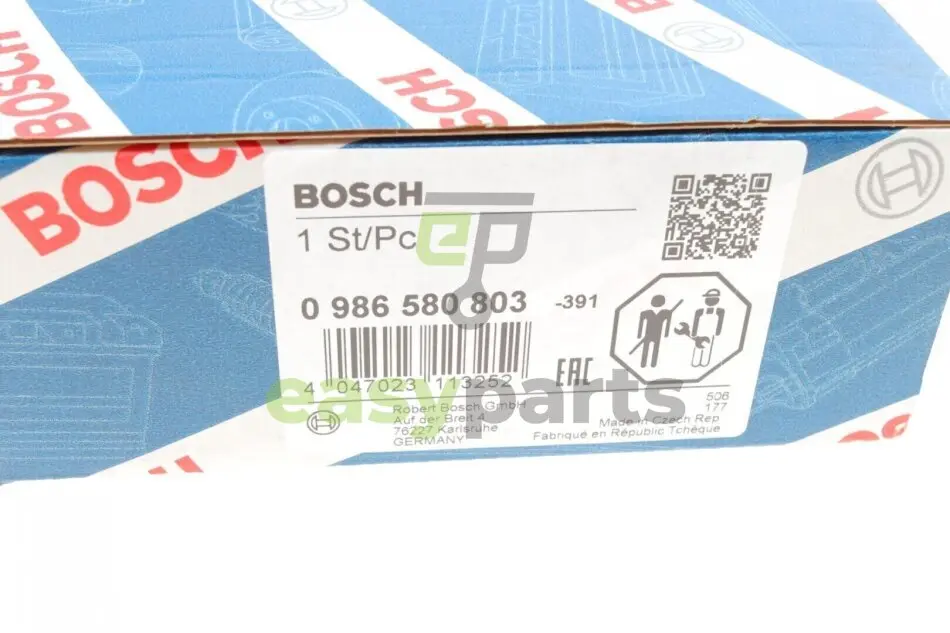 BOSCH
BOSCH
BOSCH
BOSCH
1 St/Pc
ep
0 986 580 803 -391
4 047023 113252
EAC
easyparts
506
177
Robert Bosch GmbH
Auf der Breit 4
76227 Karlsruhe
GERMANY
Made in Czech Rep
Fabriqué en République Tchèque